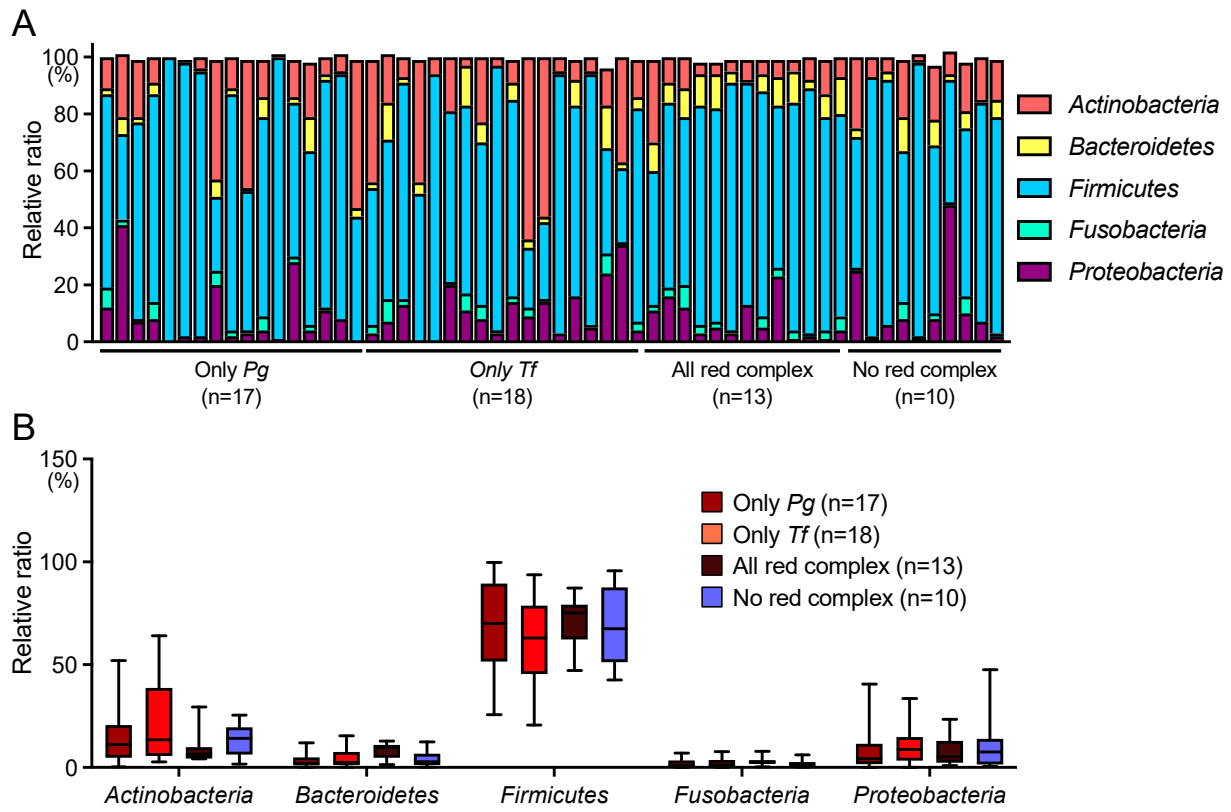 A
100
(%)
80
60
40
20
0
Relative ratio
Actinobacteria
Bacteroidetes
Firmicutes
Fusobacteria
Proteobacteria
Only Pg
(n=17)
Only Tf
(n=18)
All red complex
(n=13)
No red complex
(n=10)
B
150
(%)
100
50
0
Relative ratio
Only Pg (n=17)
Only Tf (n=18)
All red complex (n=13)
No red complex (n=10)
Actinobacteria
Bacteroidetes
Firmicutes
Fusobacteria
Proteobacteria